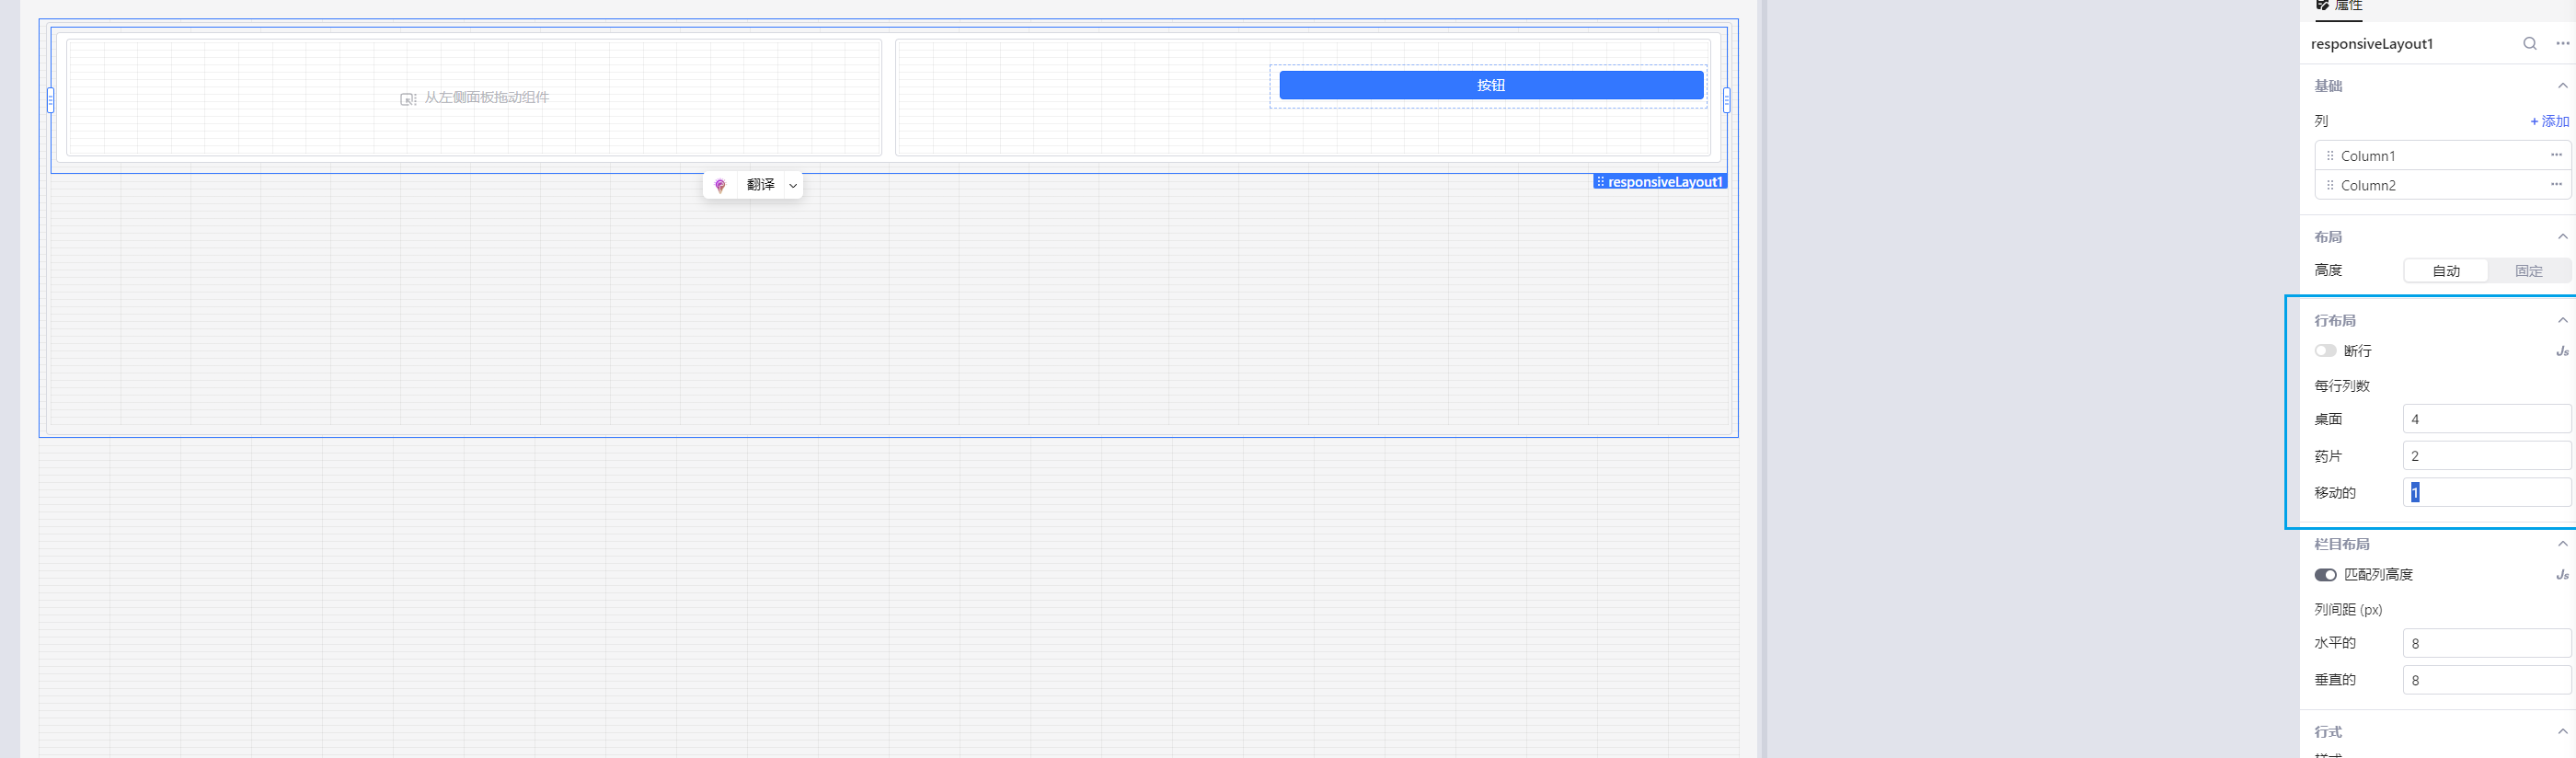 属性
responsiveLayout1
基础
列
+ 添加
Column1
Column2
布局
高度
自动
固定
行布局
断行
Js
每行列数
桌面
4
药片
2
移动的
1
栏目布局
匹配列高度
Js
列间距 (px)
水平的
8
垂直的
8
行式
从左侧面板拖动组件
按钮
翻译
responsiveLayout1